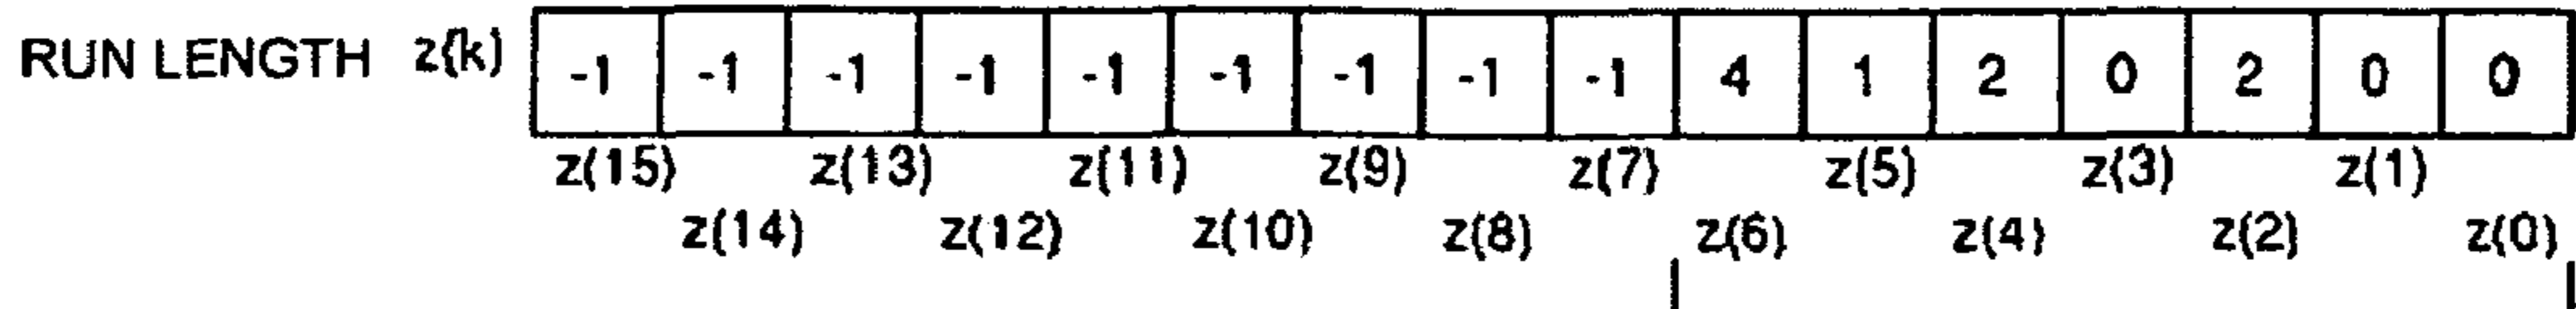 RUN LENGTH z(k) -1 -1 -1 -1 -1 -1 -1 -1 -1 4 1 2 0 2 0 0
z(15) z(13) z(11) z(9) z(7) z(5) z(3) z(1)
z(14) z(12) z(10) z(8) z(6) z(4) z(2) z(0)